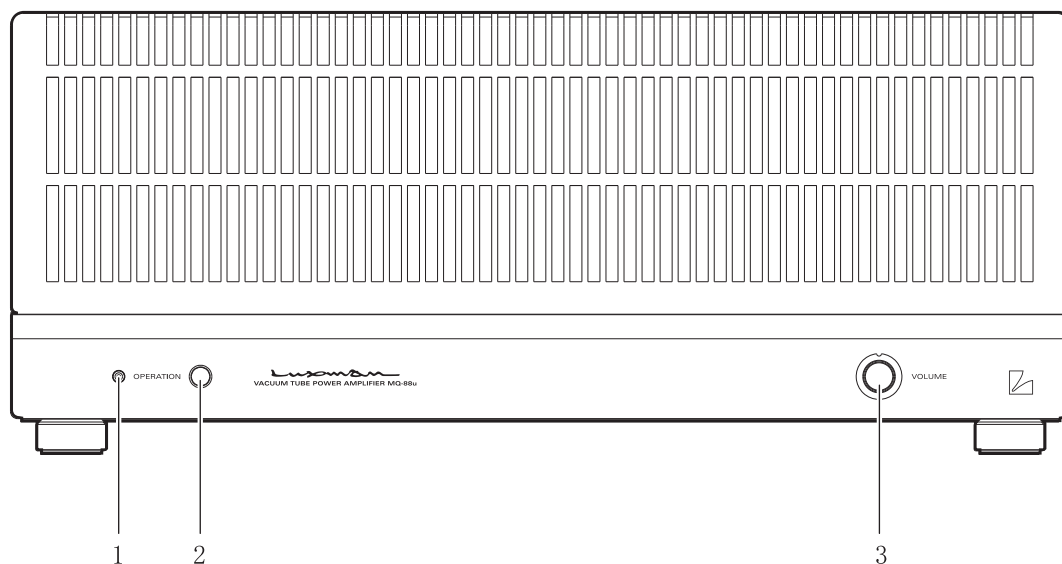 OPERATION
Luxman
VACUUM TUBE POWER AMPLIFIER MQ-88u
VOLUME
1
2
3